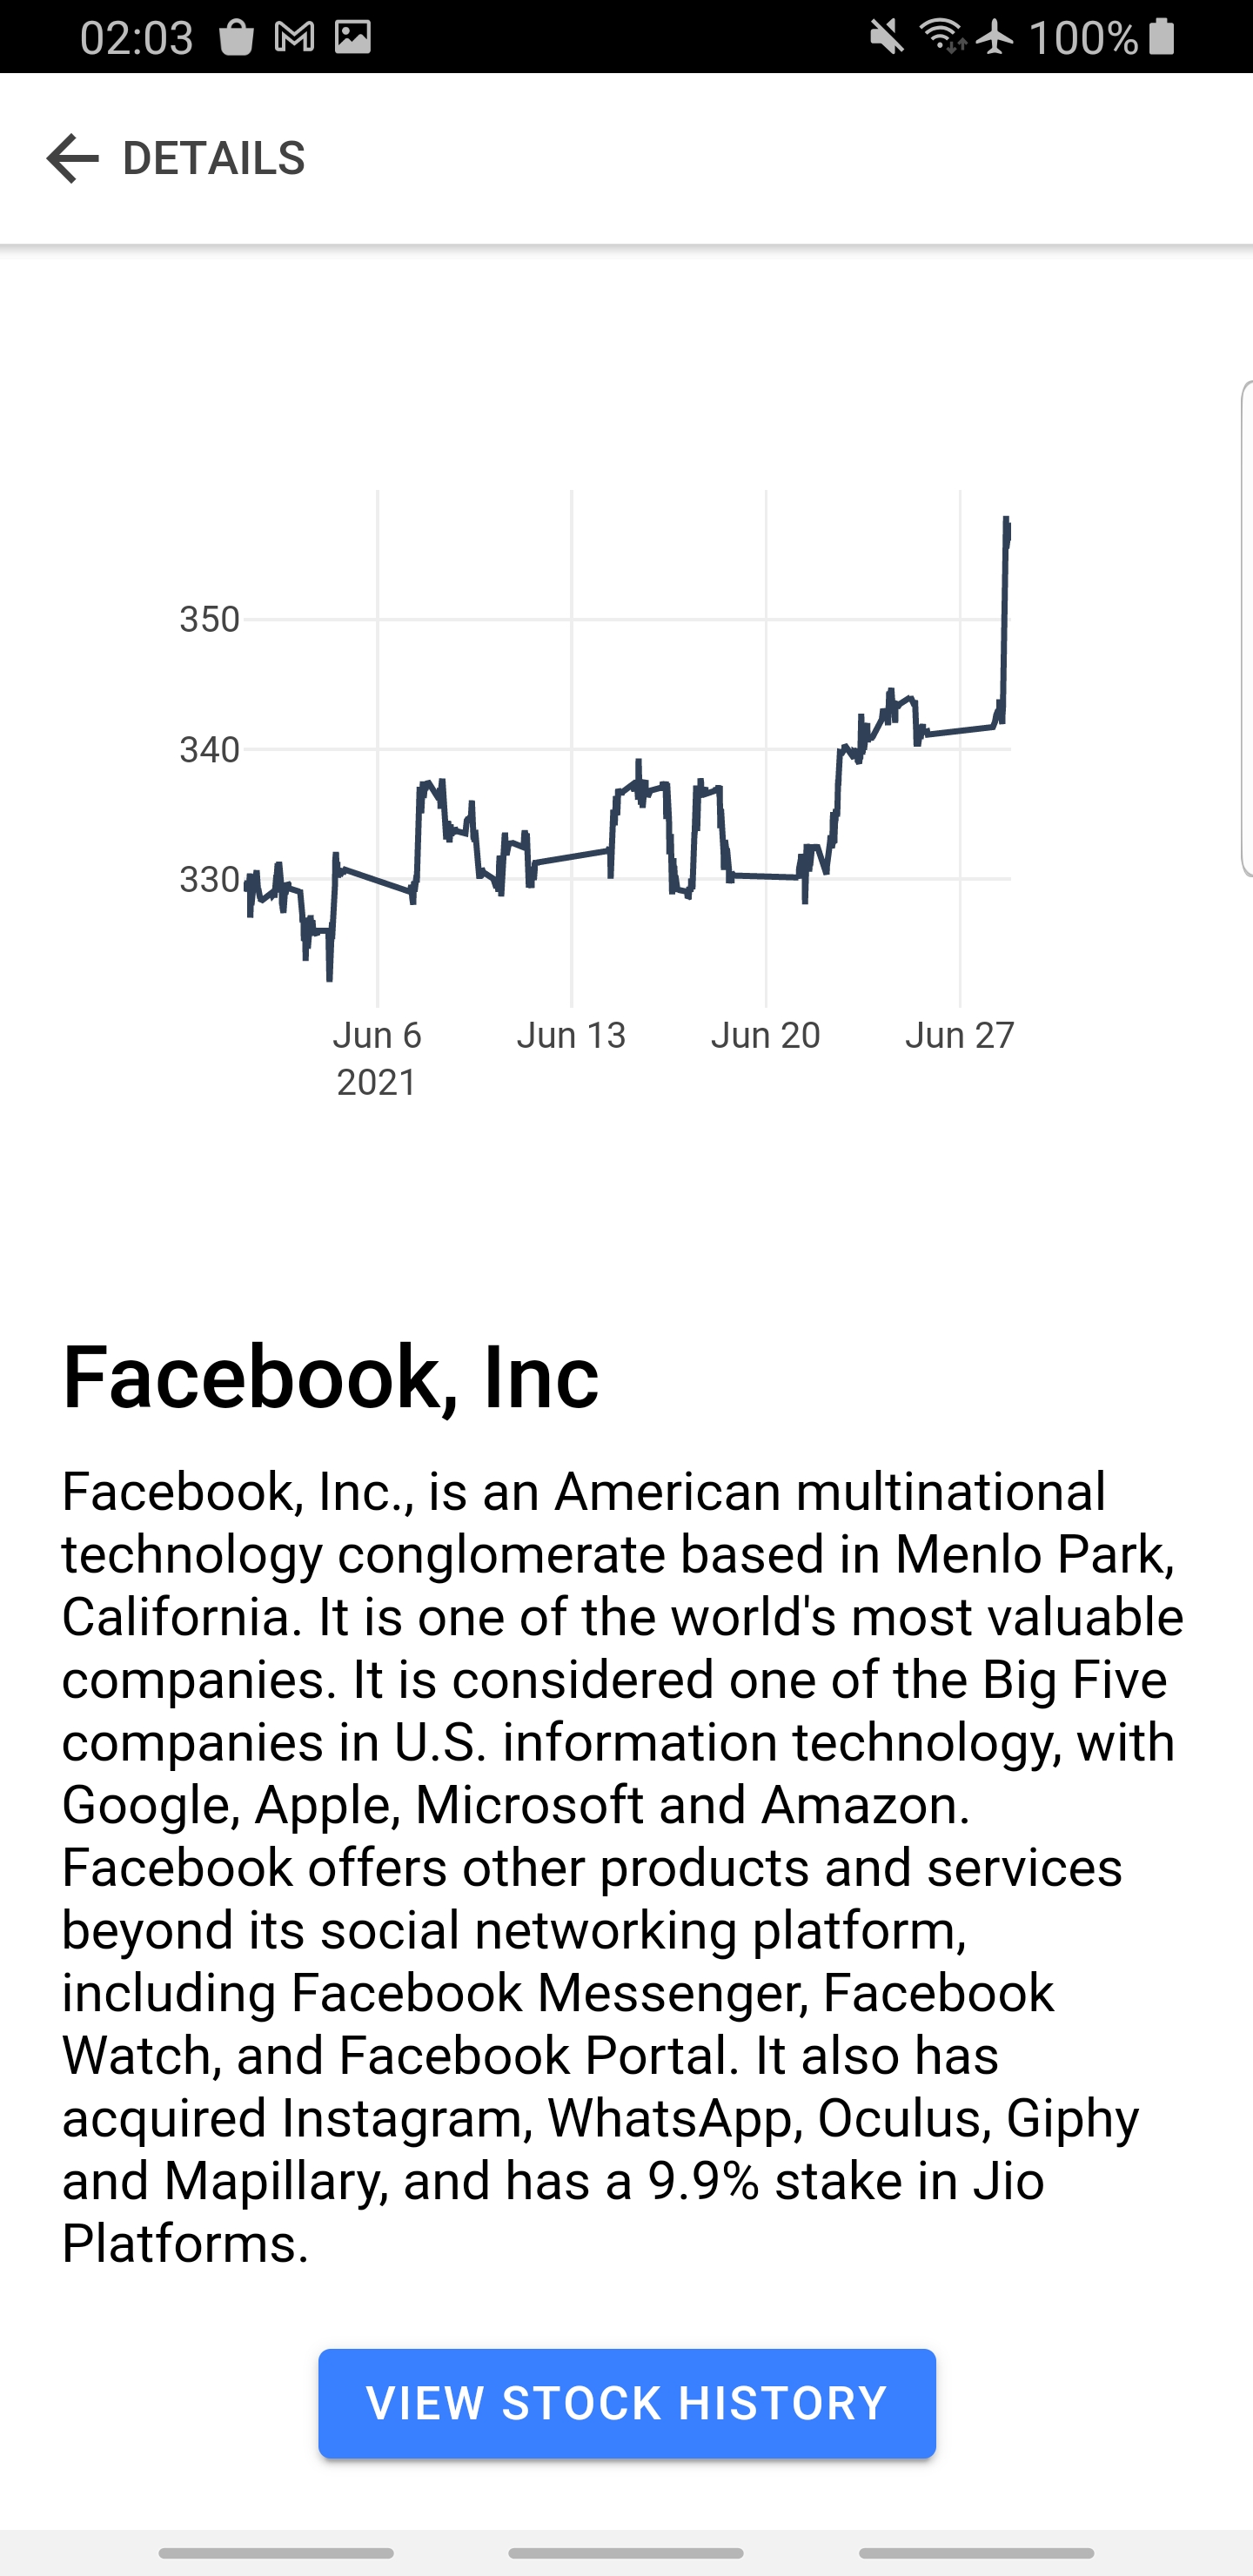 02:03 100%
DETAILS
350
340
330
Jun 6 Jun 13 Jun 20 Jun 27
2021
Facebook, Inc
Facebook, Inc., is an American multinational
technology conglomerate based in Menlo Park,
California. It is one of the world's most valuable
companies. It is considered one of the Big Five
companies in U.S. information technology, with
Google, Apple, Microsoft and Amazon.
Facebook offers other products and services
beyond its social networking platform,
including Facebook Messenger, Facebook
Watch, and Facebook Portal. It also has
acquired Instagram, WhatsApp, Oculus, Giphy
and Mapillary, and has a 9.9% stake in Jio
Platforms.
VIEW STOCK HISTORY